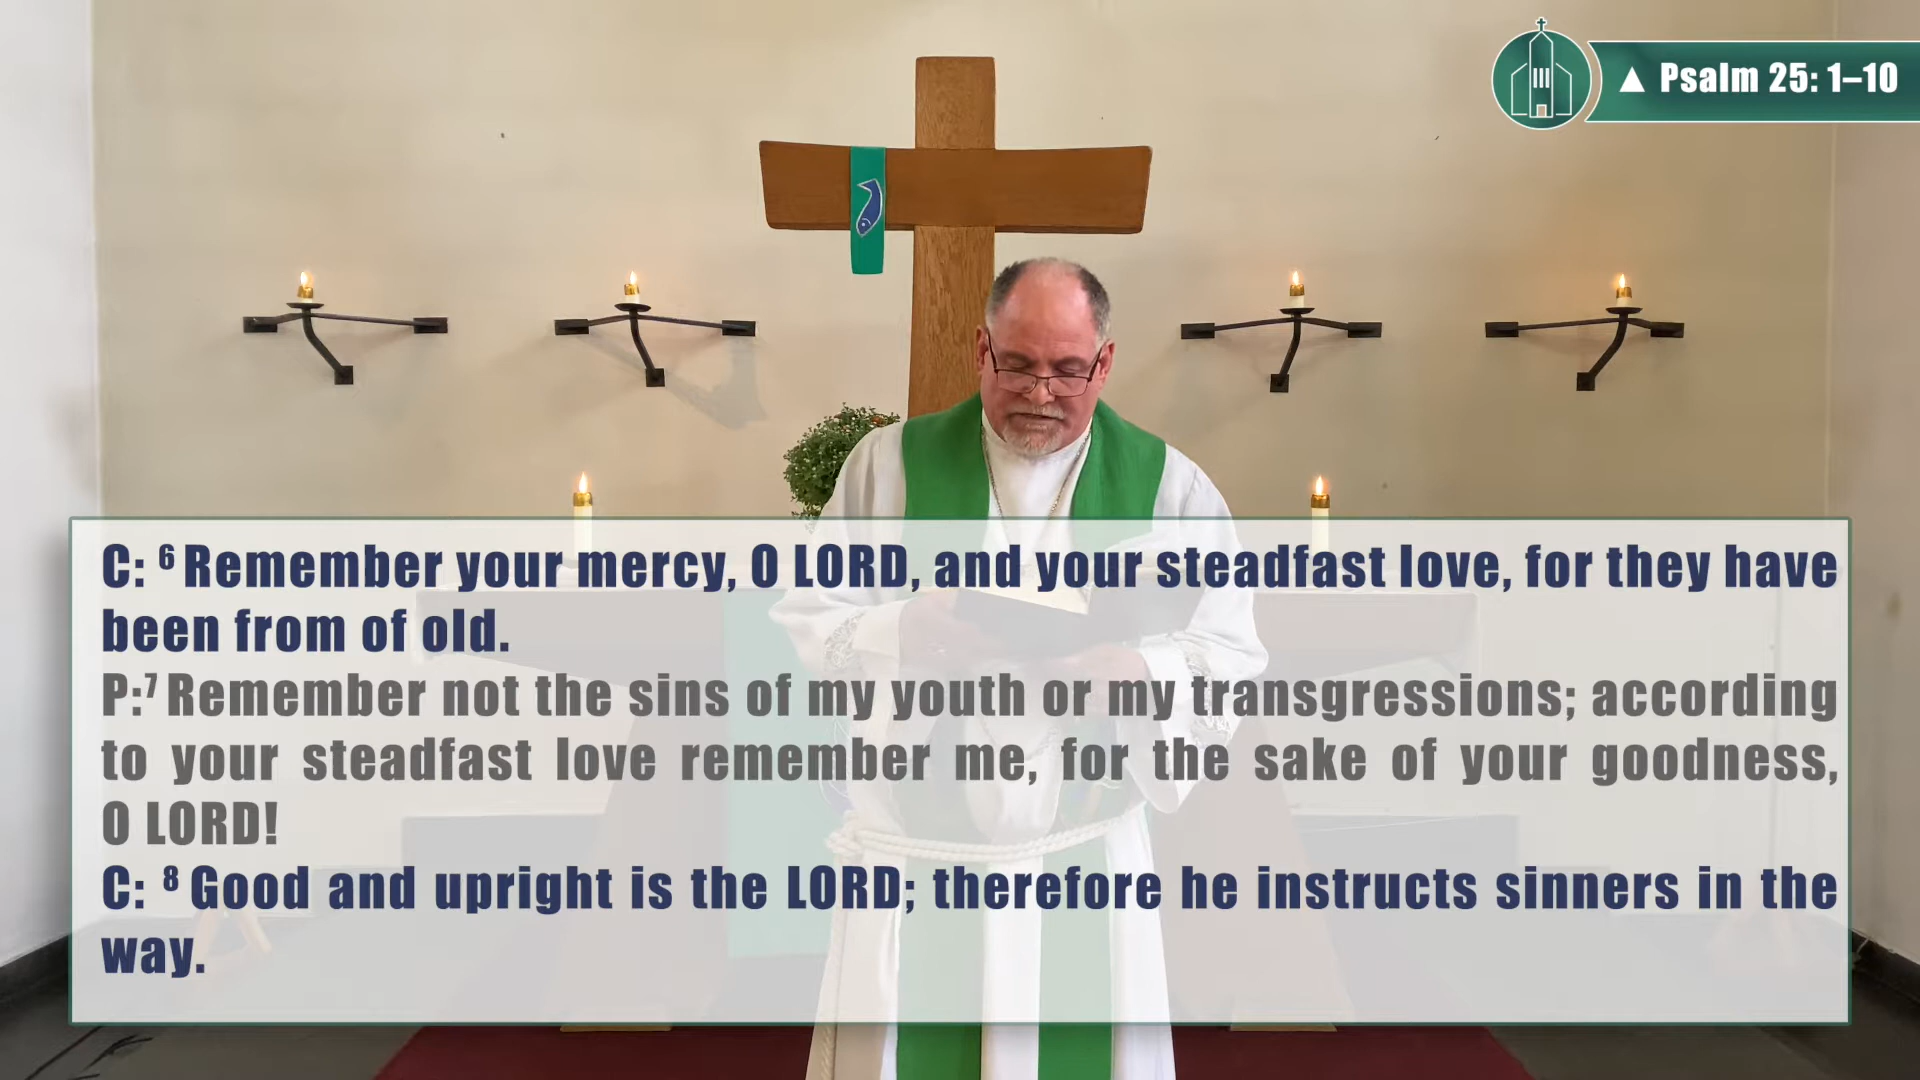 ▲ Psalm 25: 1–10
C: ⁶ Remember your mercy, O LORD, and your steadfast love, for they have
been from of old.
P:⁷ Remember not the sins of my youth or my transgressions; according
to your steadfast love remember me, for the sake of your goodness,
O LORD!
C: ⁸ Good and upright is the LORD; therefore he instructs sinners in the
way.